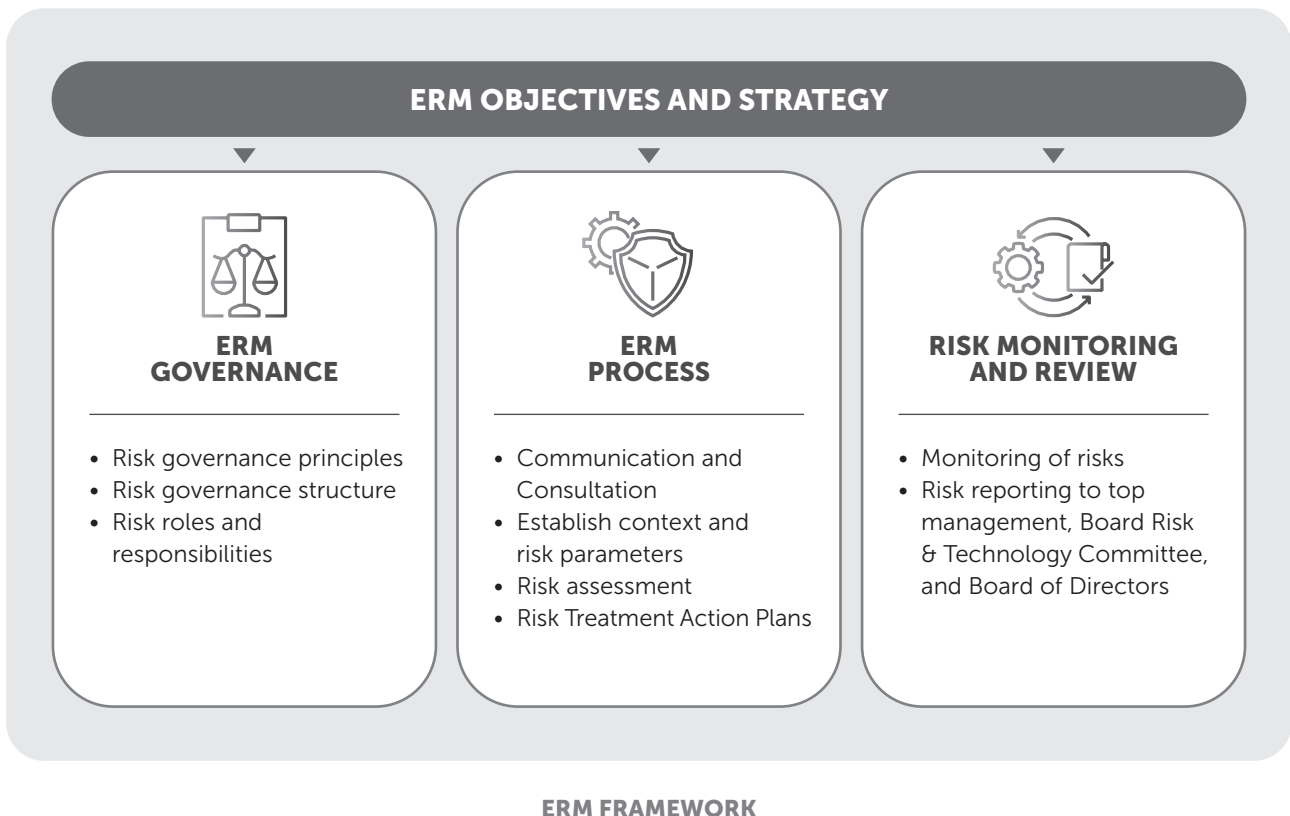 ERM OBJECTIVES AND STRATEGY
ERM
GOVERNANCE
• Risk governance principles
• Risk governance structure
• Risk roles and
responsibilities
ERM
PROCESS
• Communication and
Consultation
• Establish context and
risk parameters
• Risk assessment
• Risk Treatment Action Plans
RISK MONITORING
AND REVIEW
• Monitoring of risks
• Risk reporting to top
management, Board Risk
& Technology Committee,
and Board of Directors
ERM FRAMEWORK